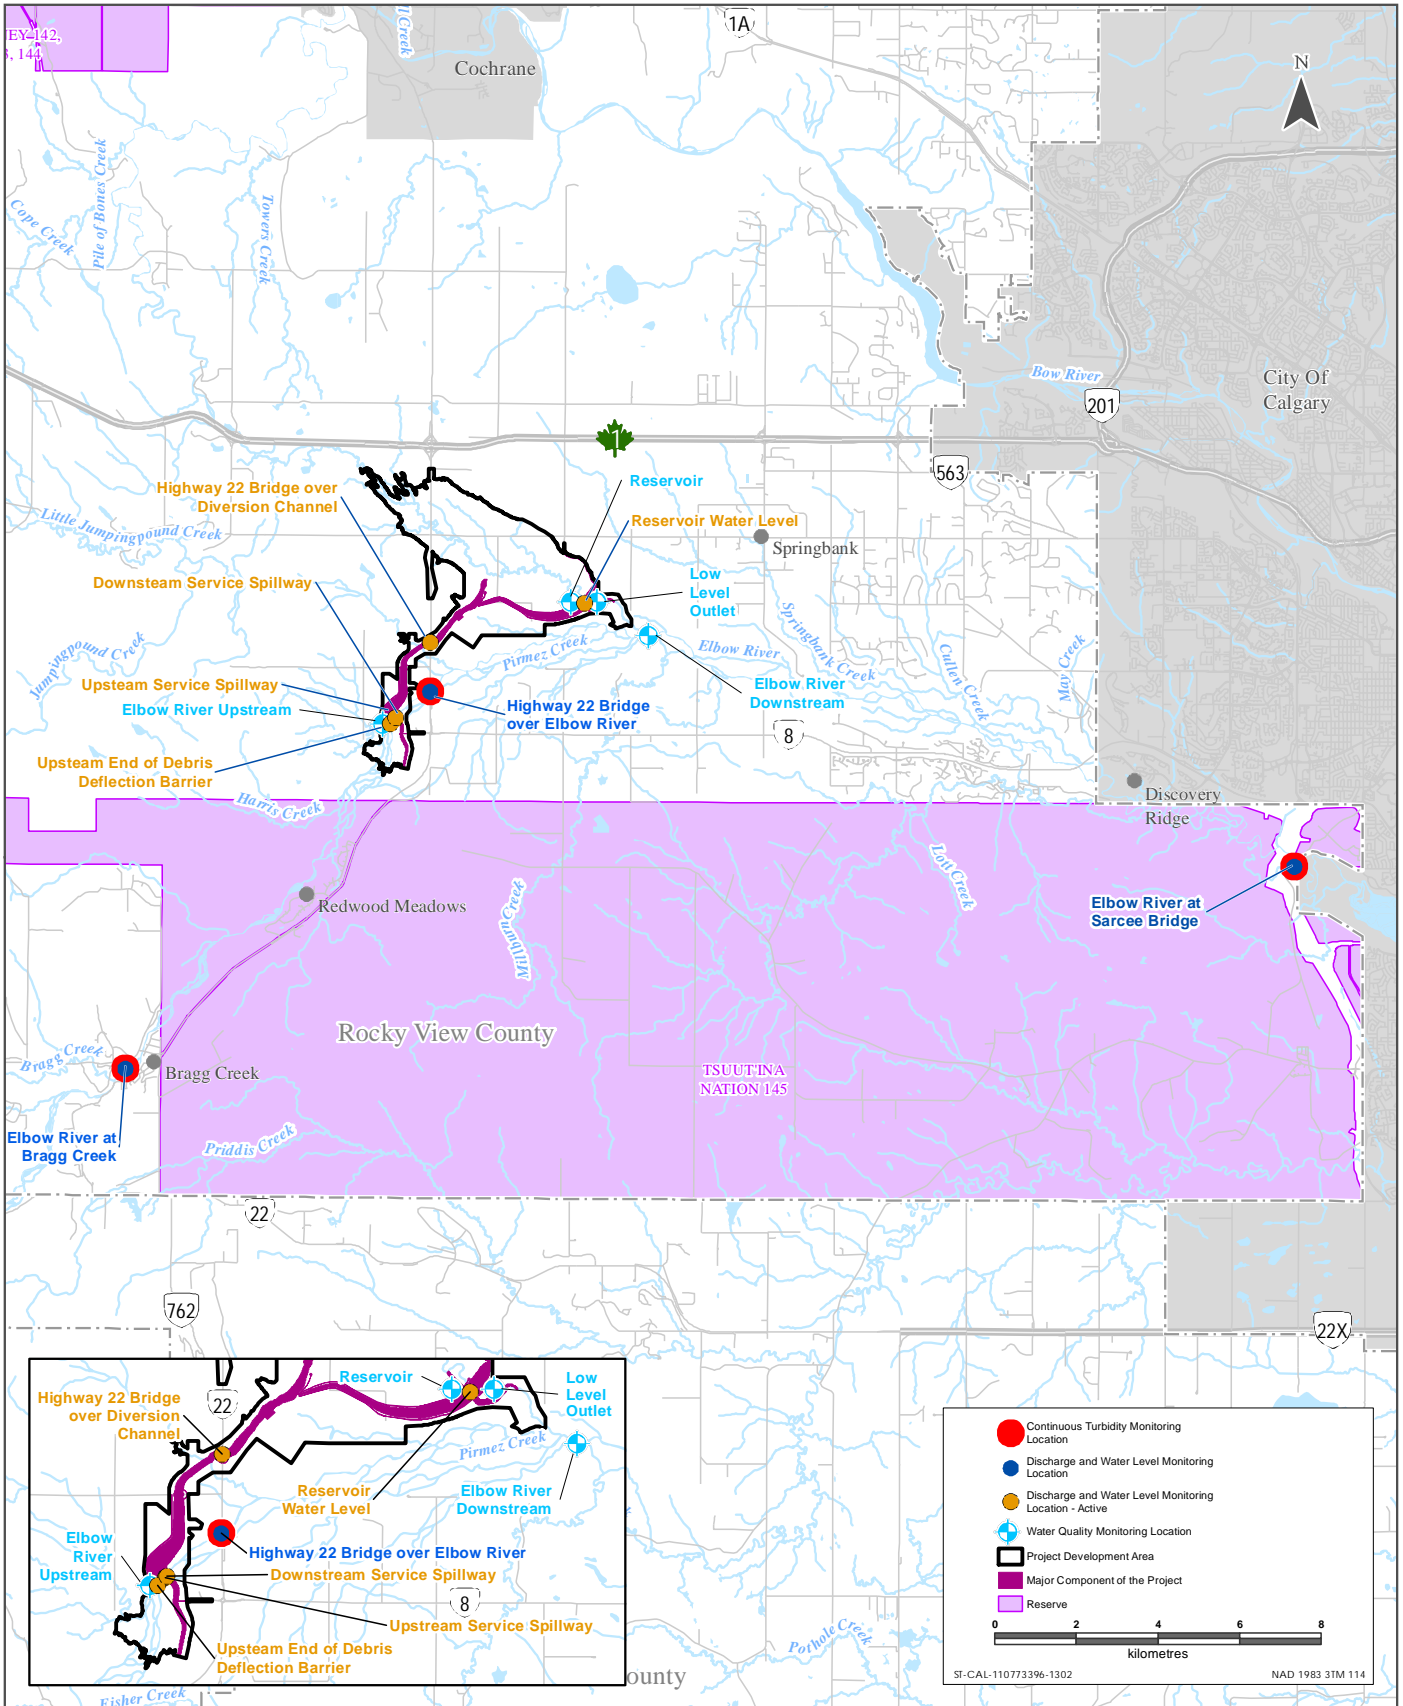 EY 142,
144
Creek
1A
Cochrane
N
Cope Creek
Pile of Bones Creek
Towers Creek
Bow River
201
City Of
Calgary
1
563
Highway 22 Bridge over
Diversion Channel
Reservoir
Reservoir Water Level
Springbank
Little Jumpingpound Creek
Downsteam Service Spillway
Low
Level
Outlet
Jumpingpound Creek
Pirmez Creek
Elbow River
Springbank Creek
Cullen Creek
May Creek
Upsteam Service Spillway
Elbow River Upstream
Highway 22 Bridge
over Elbow River
Elbow River
Downstream
8
Upsteam End of Debris
Deflection Barrier
Harris Creek
Discovery
Ridge
Redwood Meadows
Millburn Creek
Lott Creek
Elbow River at
Sarcee Bridge
Rocky View County
Bragg Creek
Bragg Creek
TSUUT'INA
NATION 145
Elbow River at
Bragg Creek
Priddis Creek
22
762
22X
Highway 22 Bridge
over Diversion
Channel
22
Reservoir
Low
Level
Outlet
Pirmez Creek
Reservoir
Water Level
Elbow River
Downstream
Elbow
River
Upstream
Highway 22 Bridge over Elbow River
Downstream Service Spillway
8
Upstream Service Spillway
Upsteam End of Debris
Deflection Barrier
Fisher Creek
ounty
Pothole Creek
Continuous Turbidity Monitoring
Location
Discharge and Water Level Monitoring
Location
Discharge and Water Level Monitoring
Location - Active
Water Quality Monitoring Location
Project Development Area
Major Component of the Project
Reserve
0 2 4 6 8
kilometres
ST-CAL-110773396-1302 NAD 1983 3TM 114